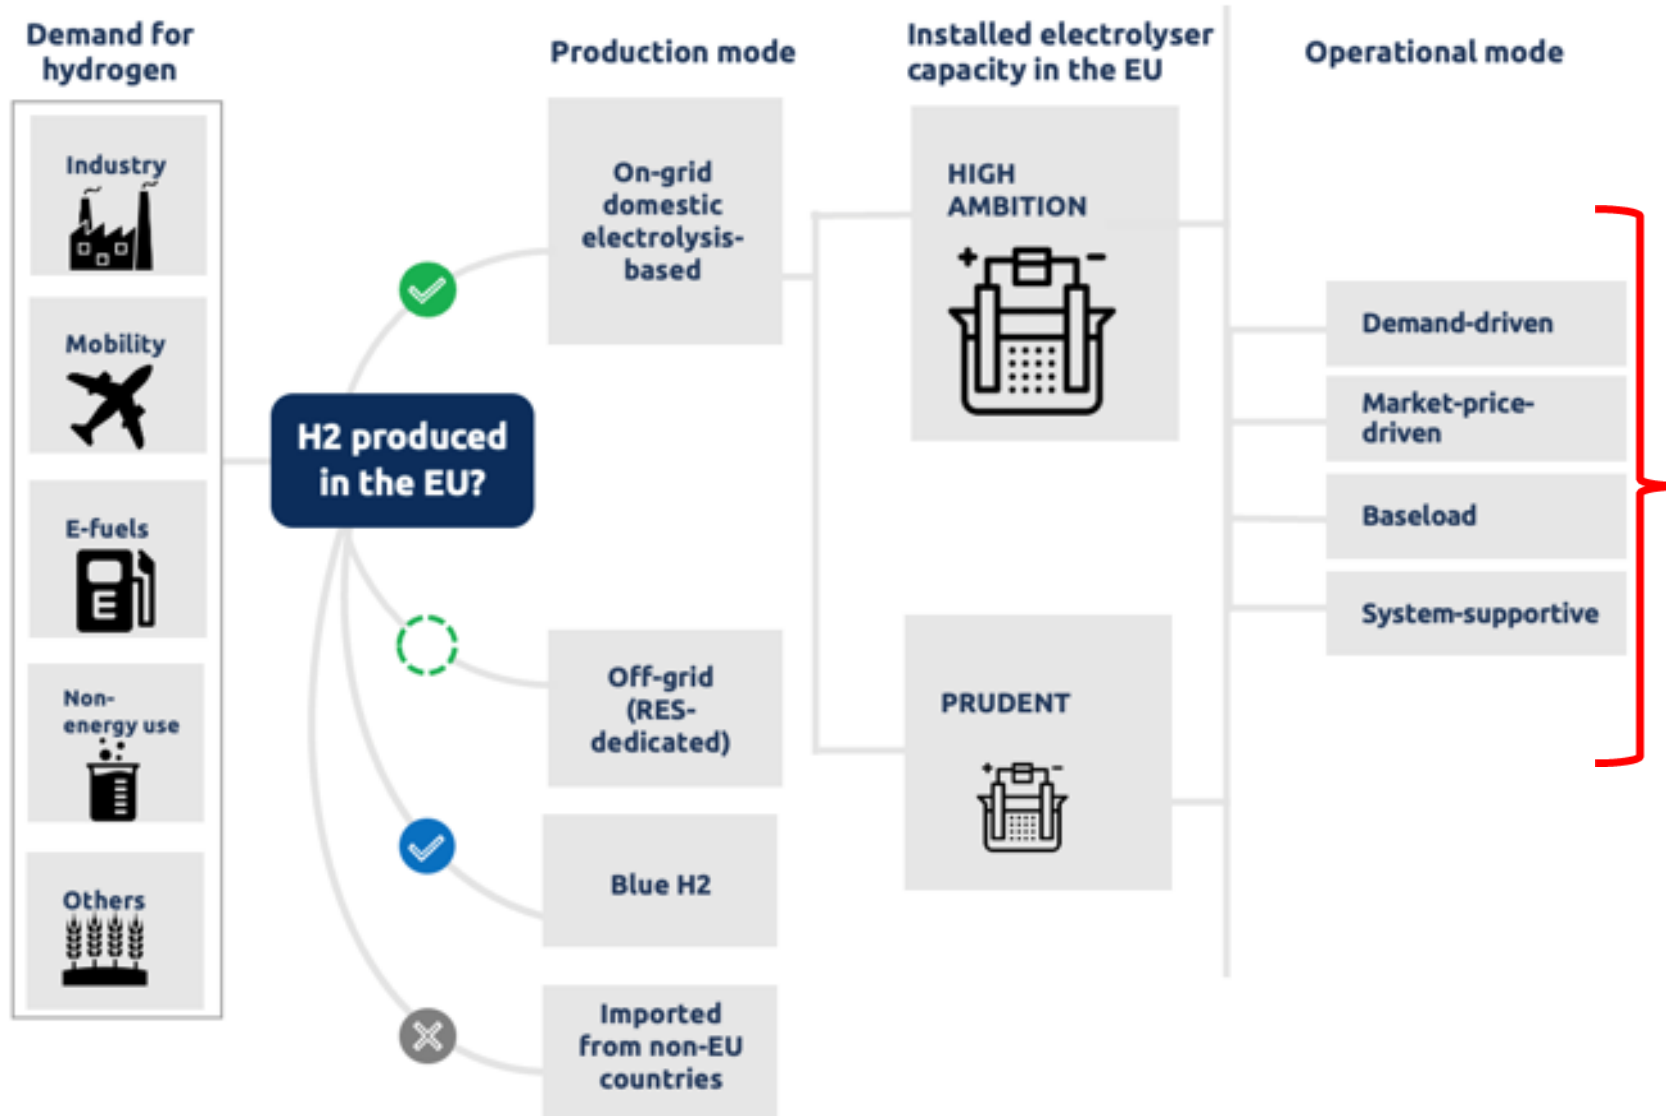 Demand for
hydrogen
Industry
Mobility
E-fuels
E
Non-
energy use
Others
H2 produced
in the EU?
Production mode
On-grid
domestic
electrolysis-
based
Off-grid
(RES-
dedicated)
Blue H2
Imported
from non-EU
countries
Installed electrolyser
capacity in the EU
HIGH
AMBITION
+ −
PRUDENT
+ −
Operational mode
Demand-driven
Market-price-
driven
Baseload
System-supportive